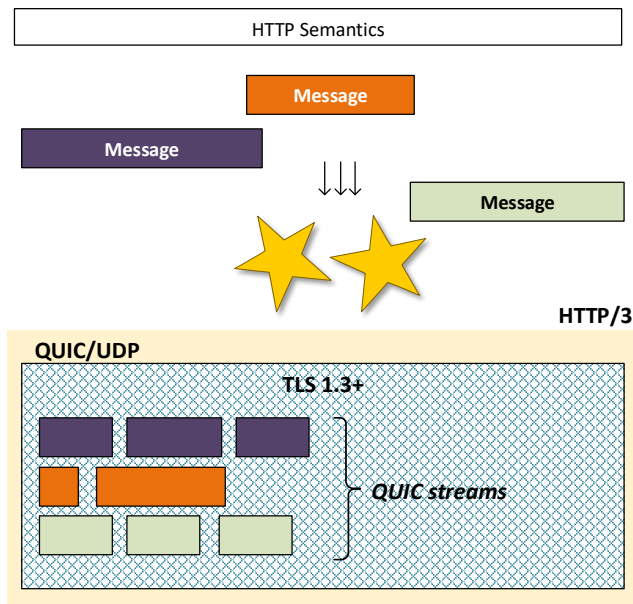 HTTP Semantics
Message
Message
Message
HTTP/3
QUIC/UDP
TLS 1.3+
QUIC streams